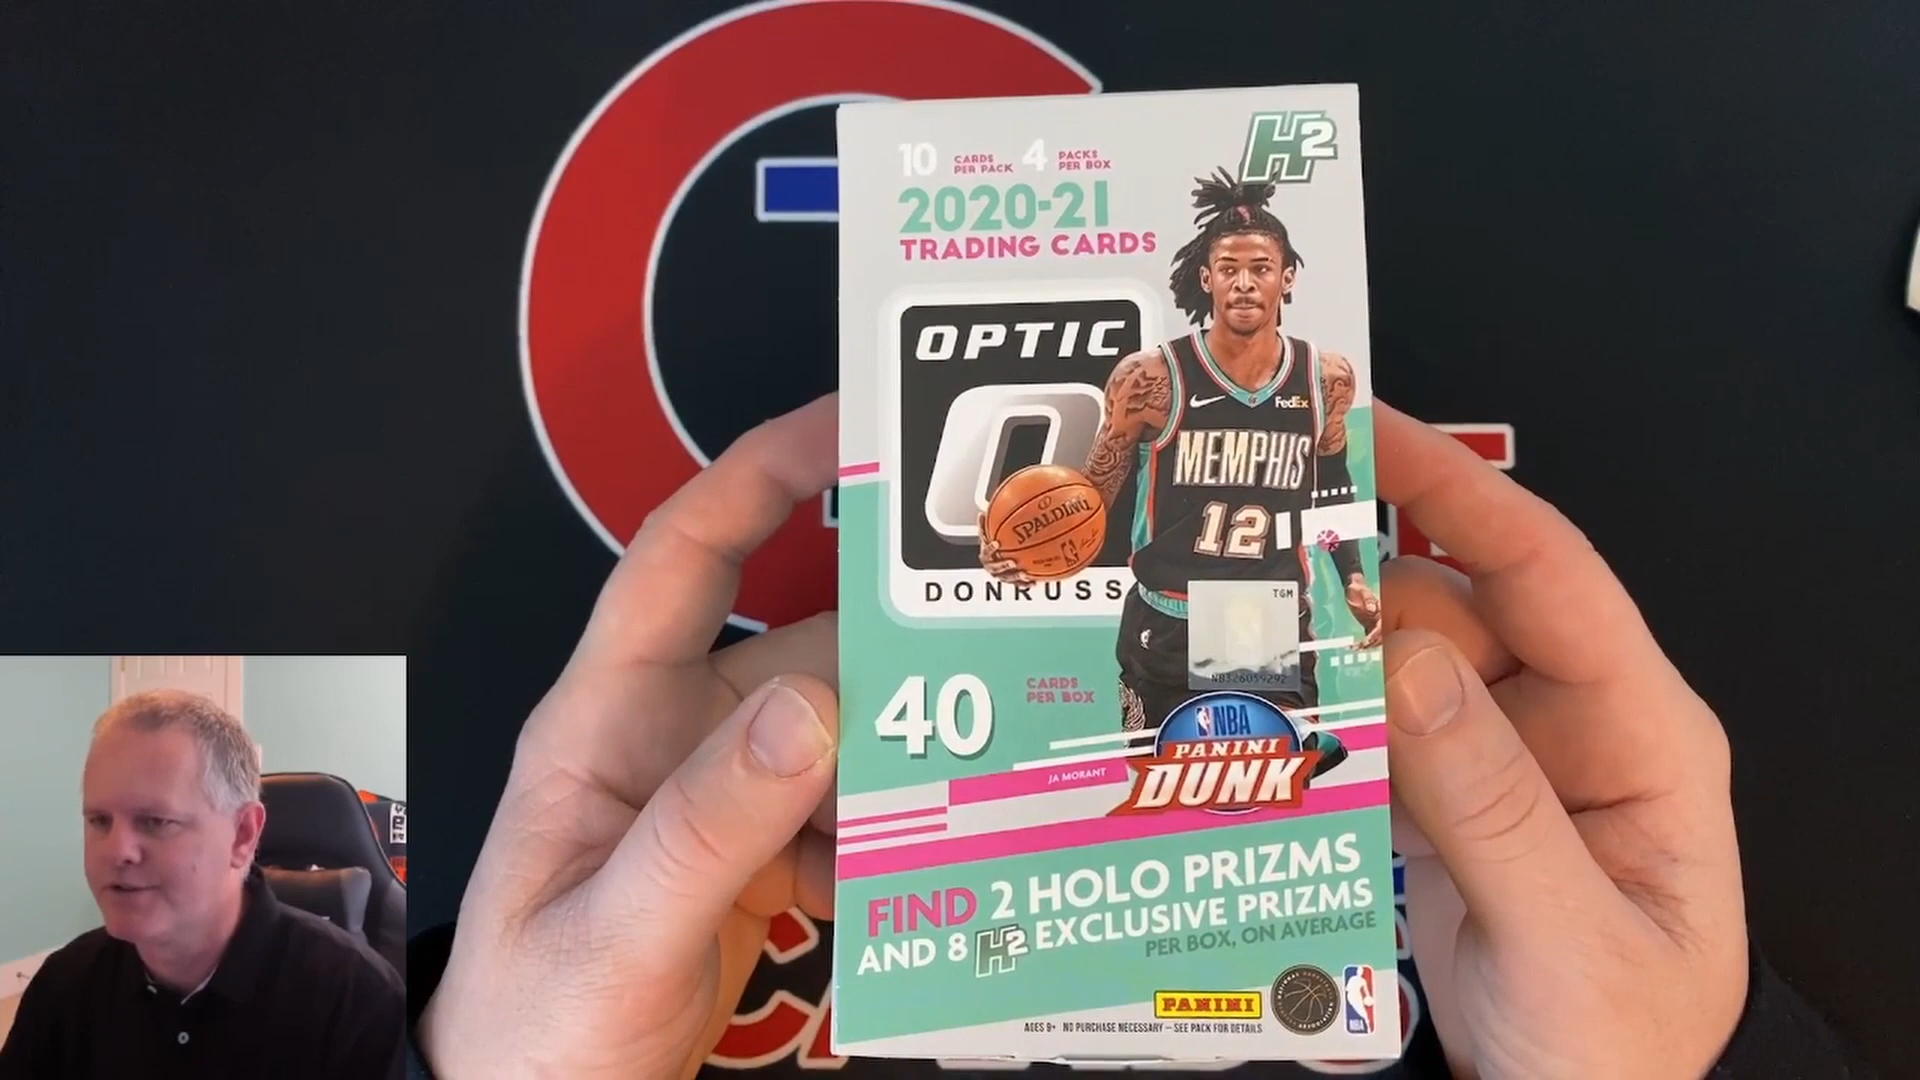 H2
10 CARDS PER PACK 4 PACKS PER BOX
2020-21
TRADING CARDS
OPTIC
DONRUSS
FedEx
MEMPHIS
12
SPALDING
TGM
NB326059292
40 CARDS PER BOX
NBA
PANINI
DUNK
JA MORANT
FIND 2 HOLO PRIZMS
AND 8 H2 EXCLUSIVE PRIZMS
PER BOX, ON AVERAGE
PANINI
NBA
AGES 9+ NO PURCHASE NECESSARY – SEE PACK FOR DETAILS